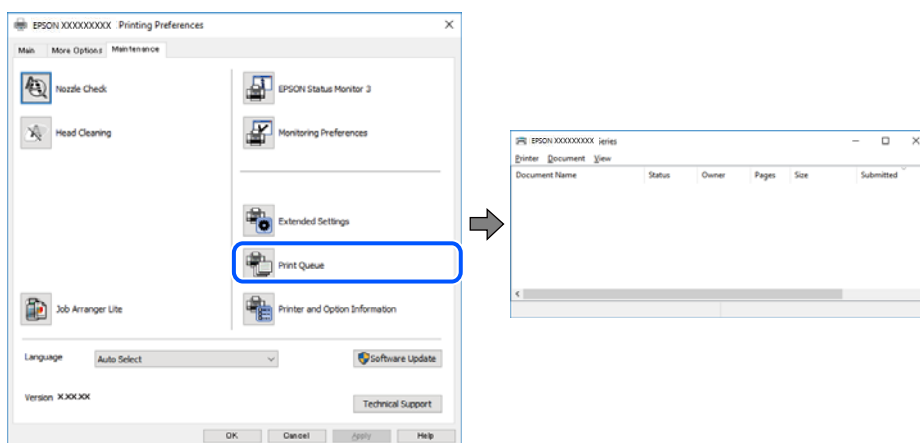 EPSON XXXXXXXXX Printing Preferences
Main More Options Maintenance
Nozzle Check
Head Cleaning
Job Arranger Lite
EPSON Status Monitor 3
Monitoring Preferences
Extended Settings
Print Queue
Printer and Option Information
Language Auto Select Software Update
Version X.XX.XX
Technical Support
OK Cancel Apply Help
EPSON XXXXXXXXX ieries
Printer Document View
Document Name Status Owner Pages Size Submitted